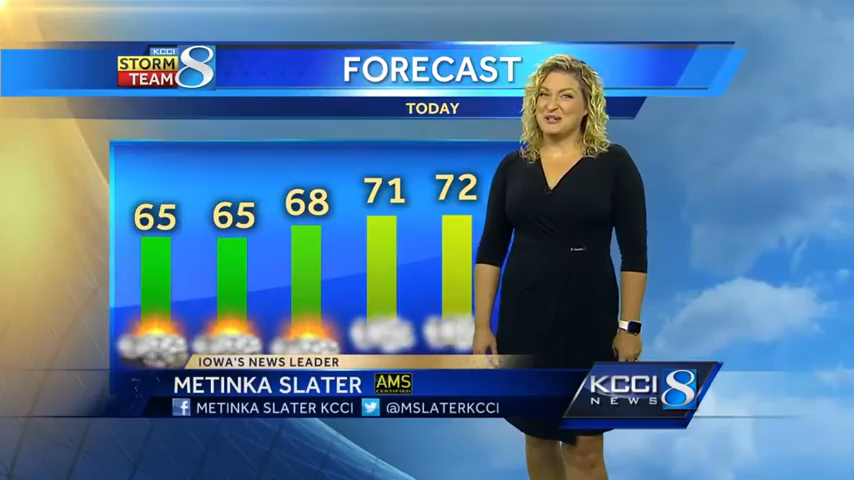 KCCI
STORM
TEAM 8
FORECAST
TODAY
65 65 68 71 72
IOWA'S NEWS LEADER
METINKA SLATER AMS
CERTIFIED
METINKA SLATER KCCI @MSLATERKCCI
KCCI 8
NEWS